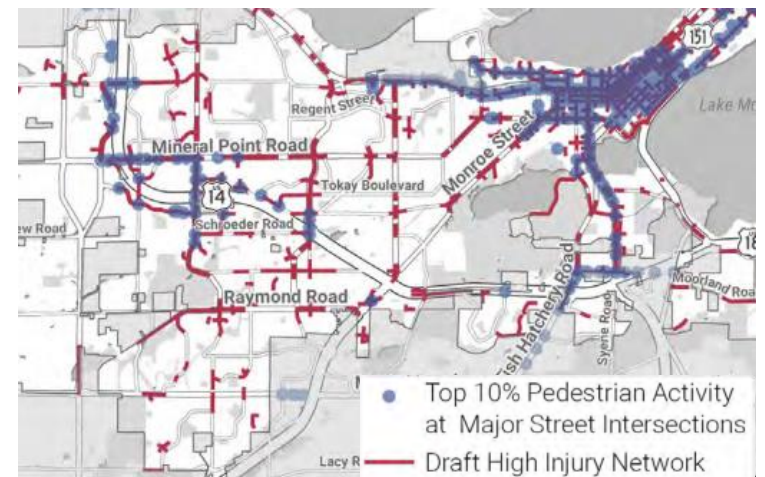 151
Regent Street
Lake
Mineral Point Road
Monroe Street
Tokay Boulevard
US
14
Schroeder Road
ew Road
18
Moorland Roa
Raymond Road
ish Hatchery Road
Syene Road
Top 10% Pedestrian Activity
at Major Street Intersections
Lacy R
Draft High Injury Network